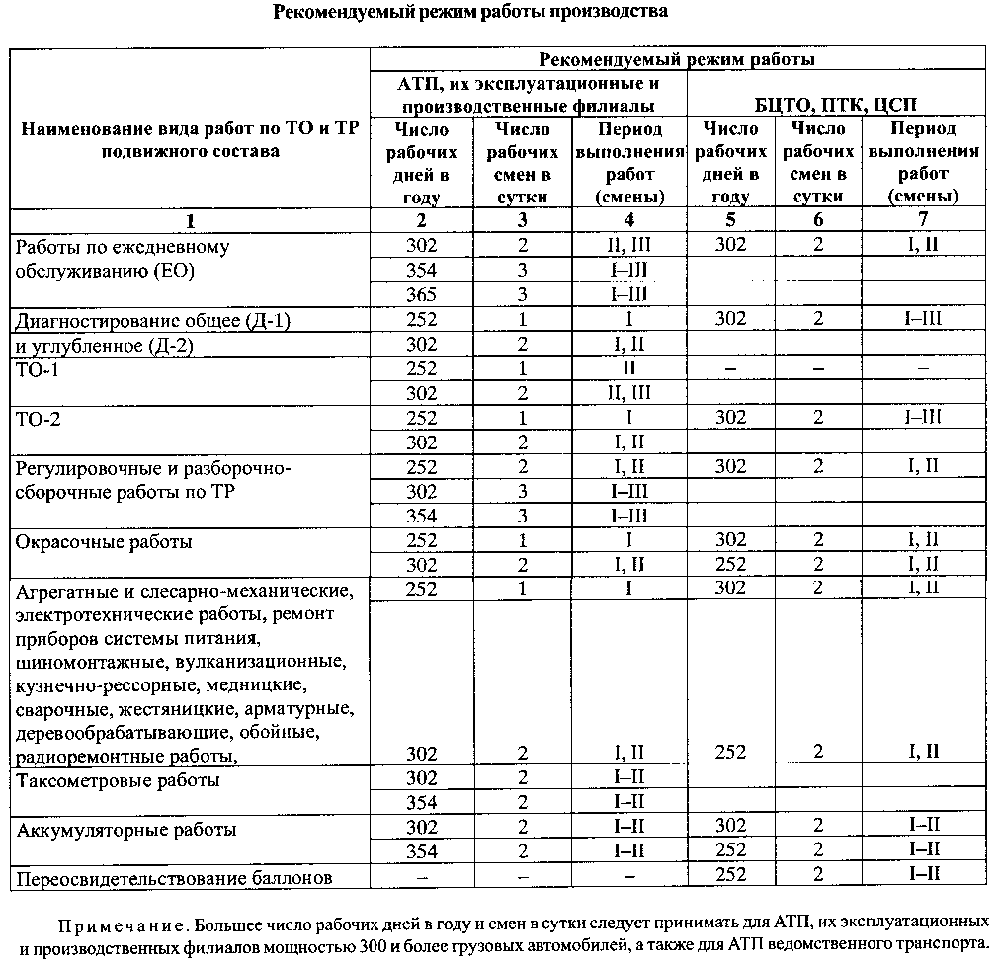 Рекомендуемый режим работы производства
Наименование вида работ по ТО и ТР подвижного состава | Рекомендуемый режим работы
АТП, их эксплуатационные и производственные филиалы | БЦТО, ПТК, ЦСП
Число рабочих дней в году | Число рабочих смен в сутки | Период выполнения работ (смены) | Число рабочих дней в году | Число рабочих смен в сутки | Период выполнения работ (смены)
1 | 2 | 3 | 4 | 5 | 6 | 7
Работы по ежедневному | 302 | 2 | II, III | 302 | 2 | I, II
обслуживанию (ЕО) | 354 | 3 | I–III
365 | 3 | I–III
Диагностирование общее (Д-1) | 252 | 1 | I | 302 | 2 | I–III
и углубленное (Д-2) | 302 | 2 | I, II
ТО-1 | 252 | 1 | II | – | – | –
302 | 2 | II, III
ТО-2 | 252 | 1 | I | 302 | 2 | I–III
302 | 2 | I, II
Регулировочные и разборочно- | 252 | 2 | I, II | 302 | 2 | I, II
сборочные работы по ТР | 302 | 3 | I–III
354 | 3 | I–III
Окрасочные работы | 252 | 1 | I | 302 | 2 | I, II
302 | 2 | I, II | 252 | 2 | I, II
Агрегатные и слесарно-механические, | 252 | 1 | I | 302 | 2 | I, II
электротехнические работы, ремонт
приборов системы питания,
шиномонтажные, вулканизационные,
кузнечно-рессорные, медницкие,
сварочные, жестяницкие, арматурные,
деревообрабатывающие, обойные,
радиоремонтные работы, | 302 | 2 | I, II | 252 | 2 | I, II
Таксометровые работы | 302 | 2 | I–II
354 | 2 | I–II
Аккумуляторные работы | 302 | 2 | I–II | 302 | 2 | I–II
354 | 2 | I–II | 252 | 2 | I–II
Переосвидетельствование баллонов | – | – | – | 252 | 2 | I–II
Примечание. Большее число рабочих дней в году и смен в сутки следует принимать для АТП, их эксплуатационных
и производственных филиалов мощностью 300 и более грузовых автомобилей, а также для АТП ведомственного транспорта.